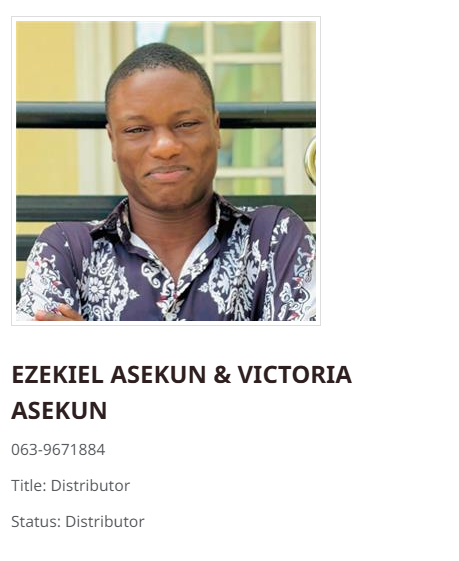 EZEKIEL ASEKUN & VICTORIA
ASEKUN
063-9671884
Title: Distributor
Status: Distributor